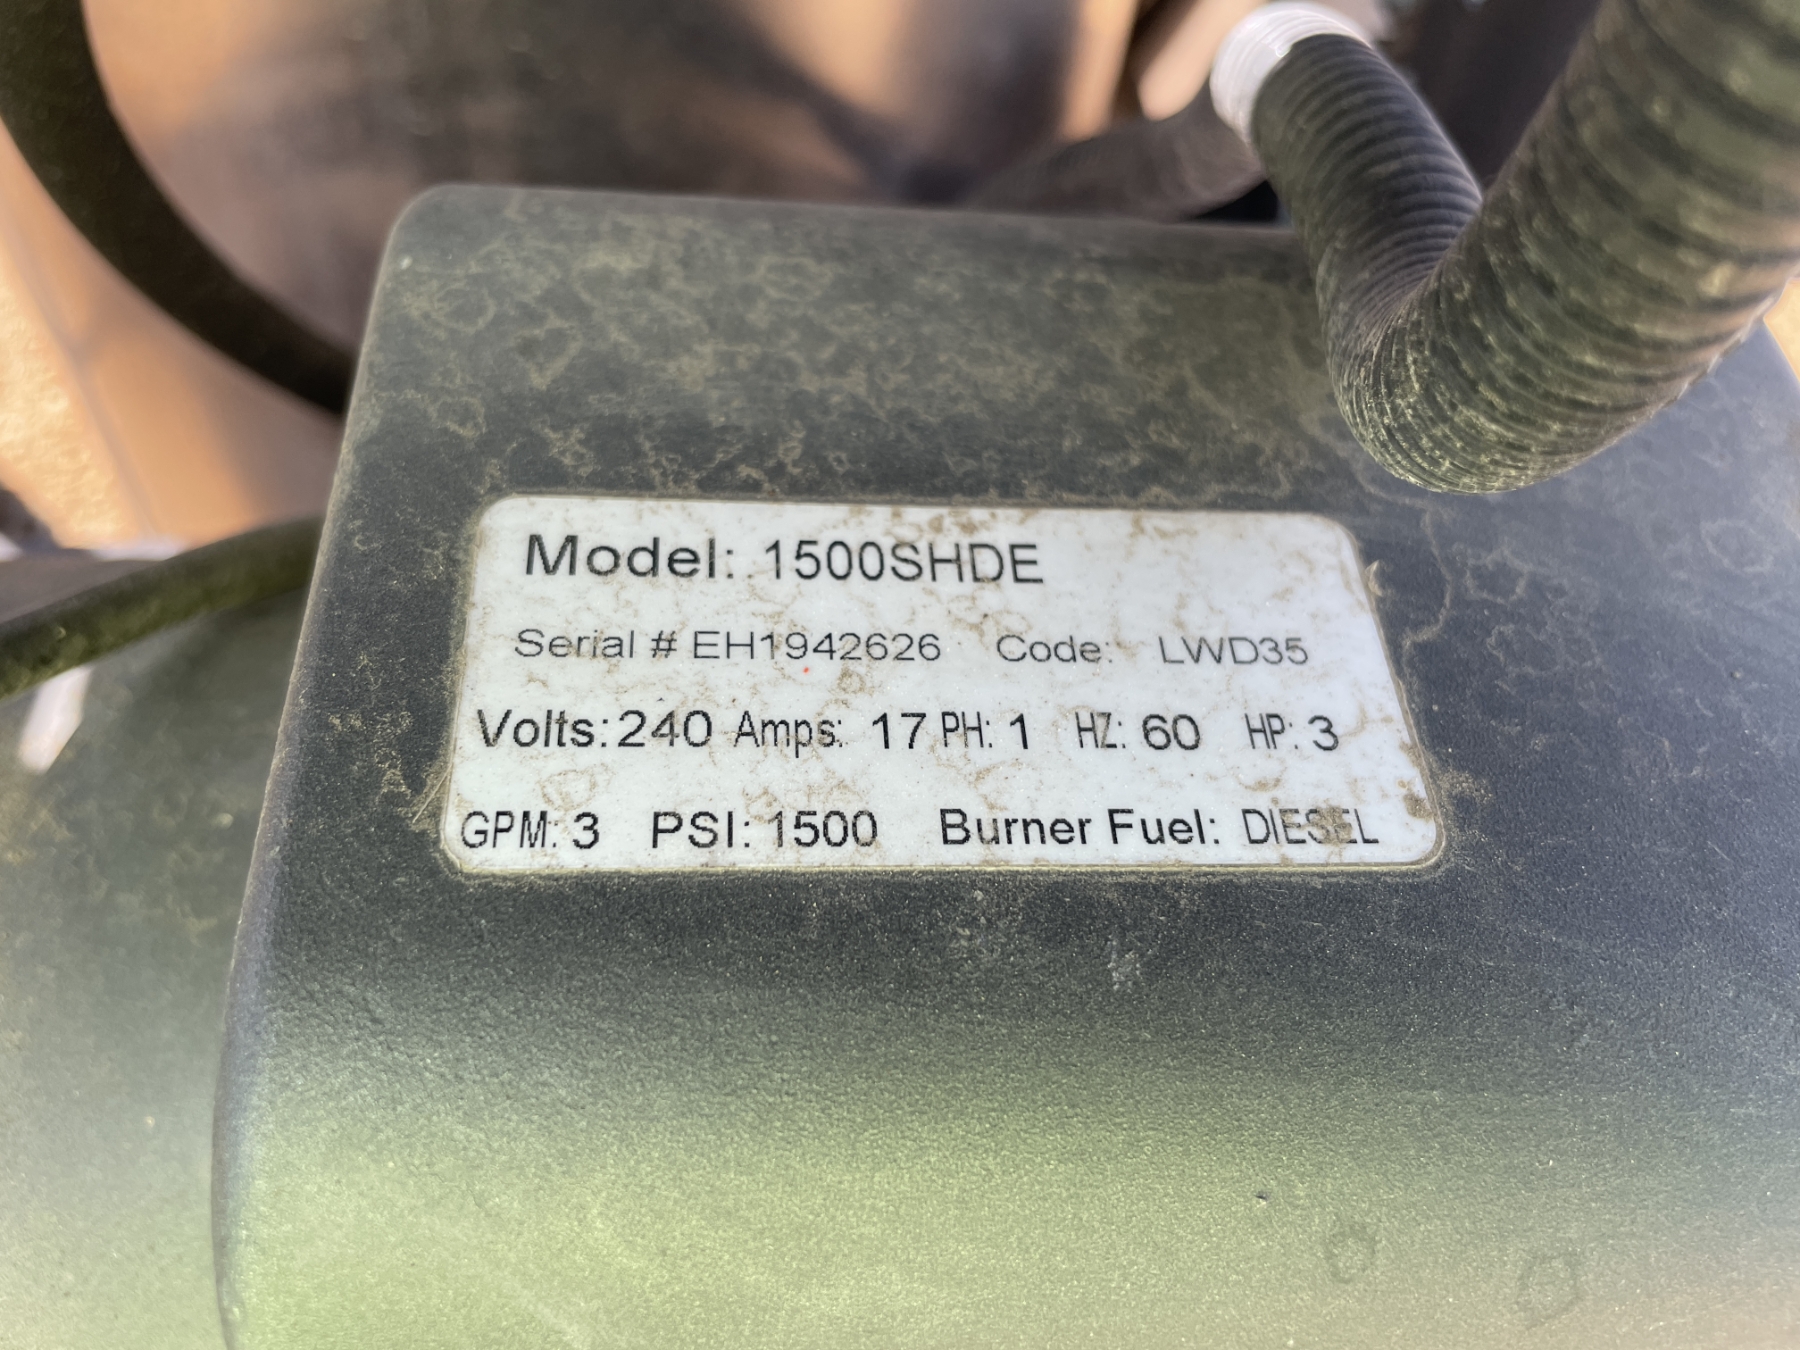 Model: 1500SHDE
Serial # EH1942626 Code: LWD35
Volts: 240 Amps: 17 PH: 1 HZ: 60 HP: 3
GPM: 3 PSI: 1500 Burner Fuel: DIESEL